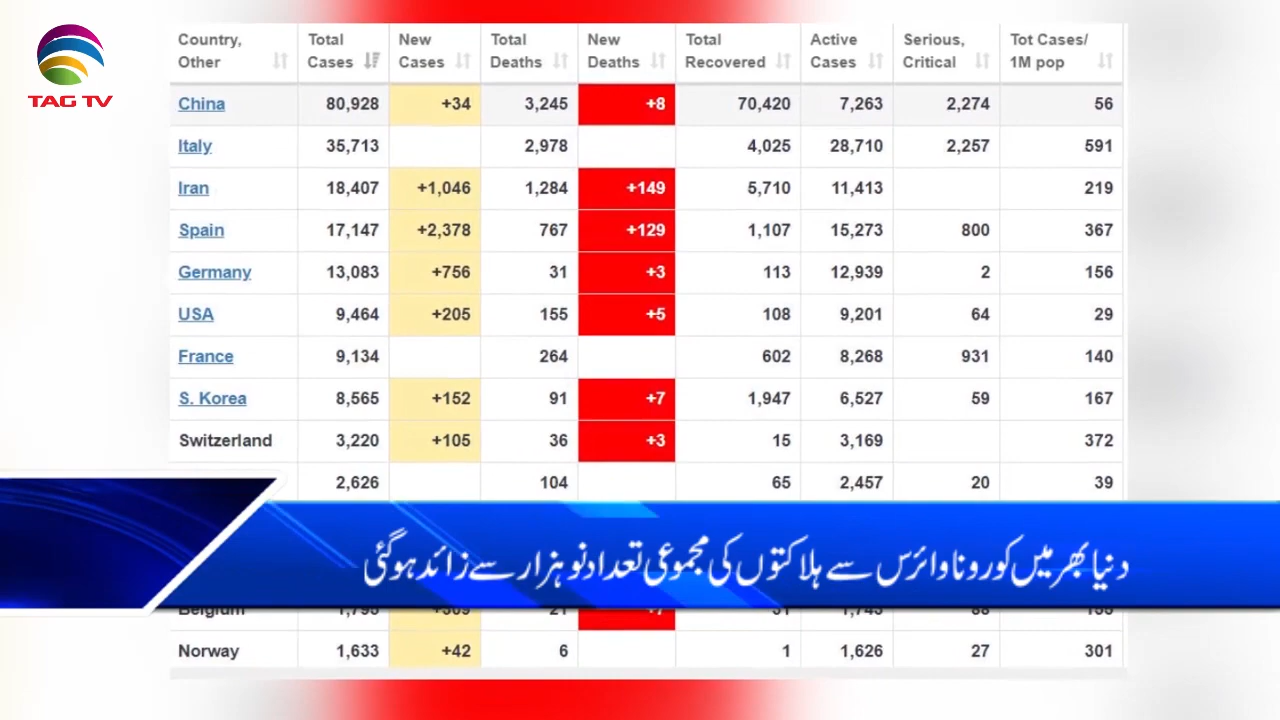 TAG TV
Country, Other Total Cases New Cases Total Deaths New Deaths Total Recovered Active Cases Serious, Critical Tot Cases/ 1M pop
China 80,928 +34 3,245 +8 70,420 7,263 2,274 56
Italy 35,713 2,978 4,025 28,710 2,257 591
Iran 18,407 +1,046 1,284 +149 5,710 11,413 219
Spain 17,147 +2,378 767 +129 1,107 15,273 800 367
Germany 13,083 +756 31 +3 113 12,939 2 156
USA 9,464 +205 155 +5 108 9,201 64 29
France 9,134 264 602 8,268 931 140
S. Korea 8,565 +152 91 +7 1,947 6,527 59 167
Switzerland 3,220 +105 36 +3 15 3,169 372
2,626 104 65 2,457 20 39
دنیا بھر میں کورونا وائرس سے ہلاکتوں کی مجموعی تعداد نو ہزار سے زائد ہوگئی
Belgium
Norway 1,633 +42 6 1 1,626 27 301